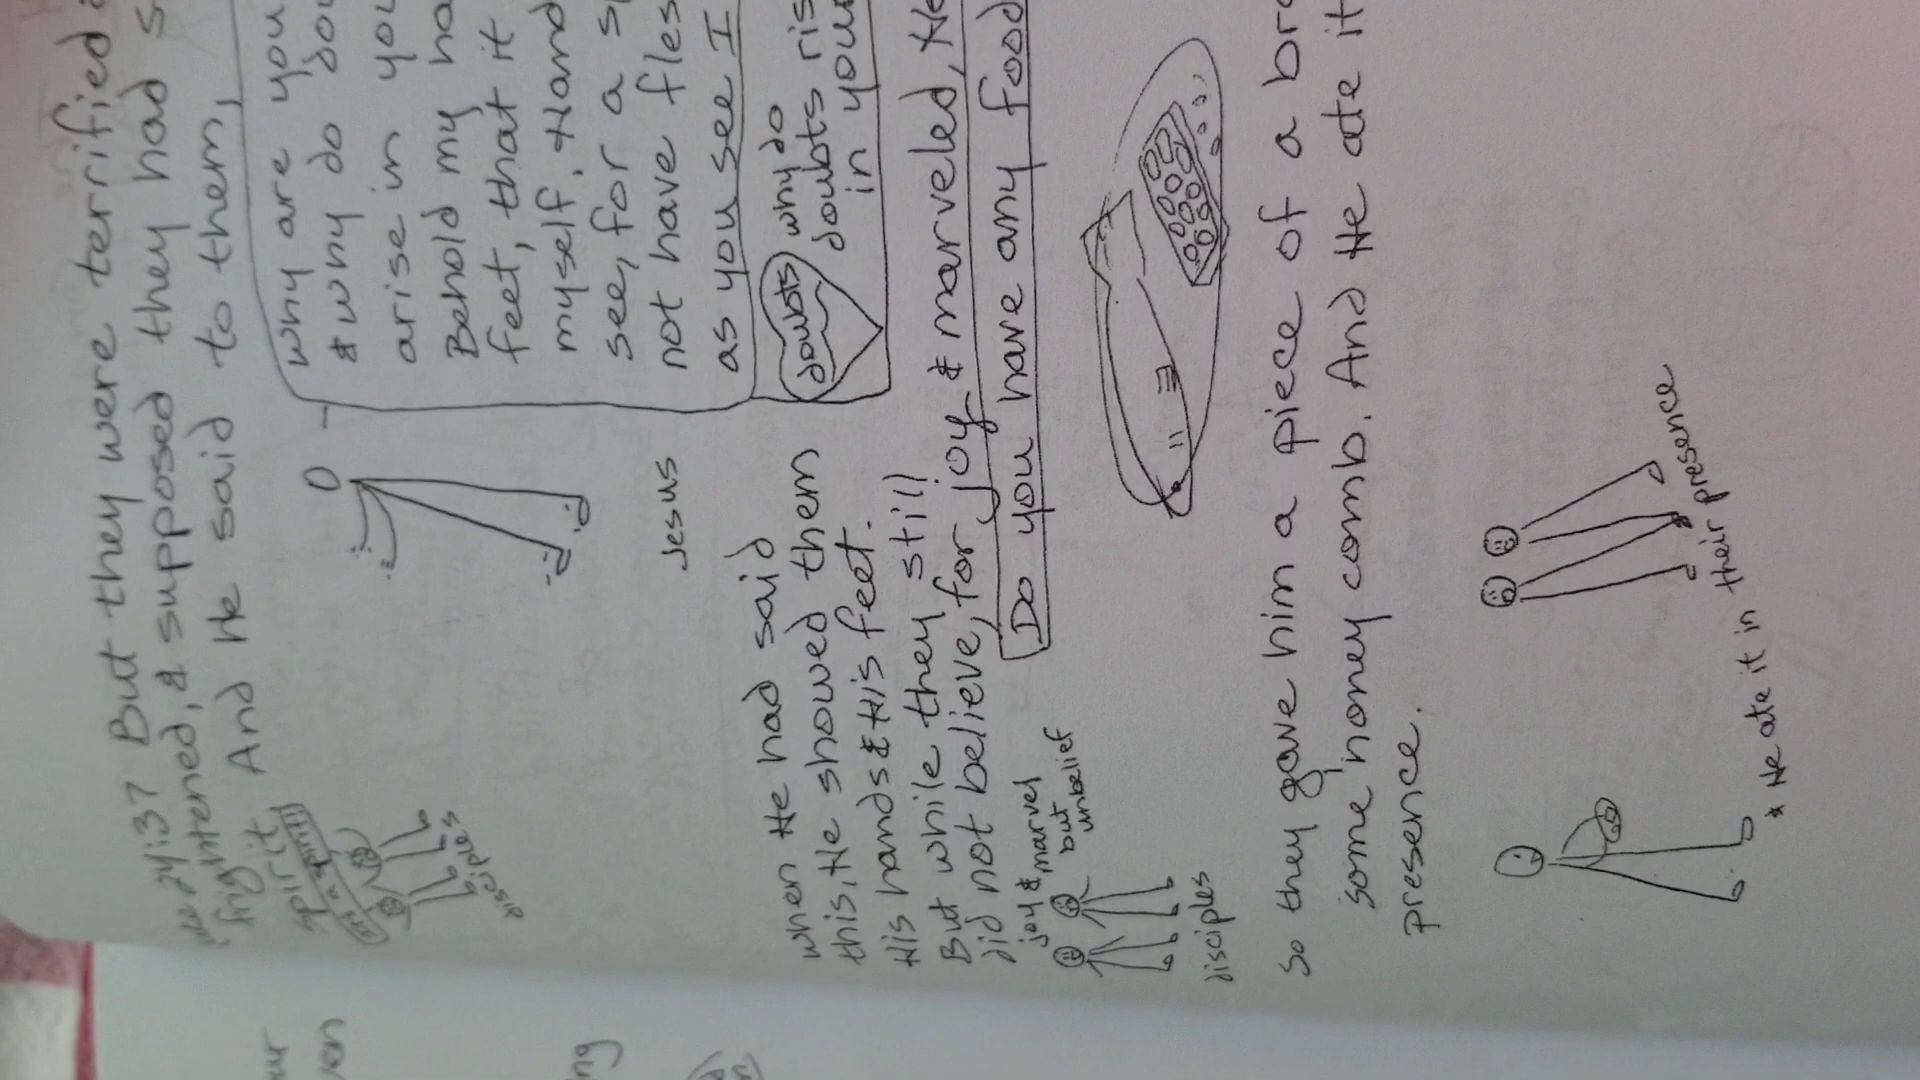 24:37 But they were terrified
frightened, & supposed they had s
spirit. And He said to them,
Why are you
& why do dou
arise in you
Behold my ha
feet, that it
myself. Hand
see, for a s
not have fles
as you see I
disciples
Jesus
doubts
why do
doubts ris
in your
when He had said
this, He showed them
His hands & His feet.
But while they still
did not believe, for joy & marveled, He
Do you have any food
joy &
marvel
but
unbelief
disciples
So they gave him a piece of a bro
some honey comb. And He ate it
presence.
& He ate it in their presence